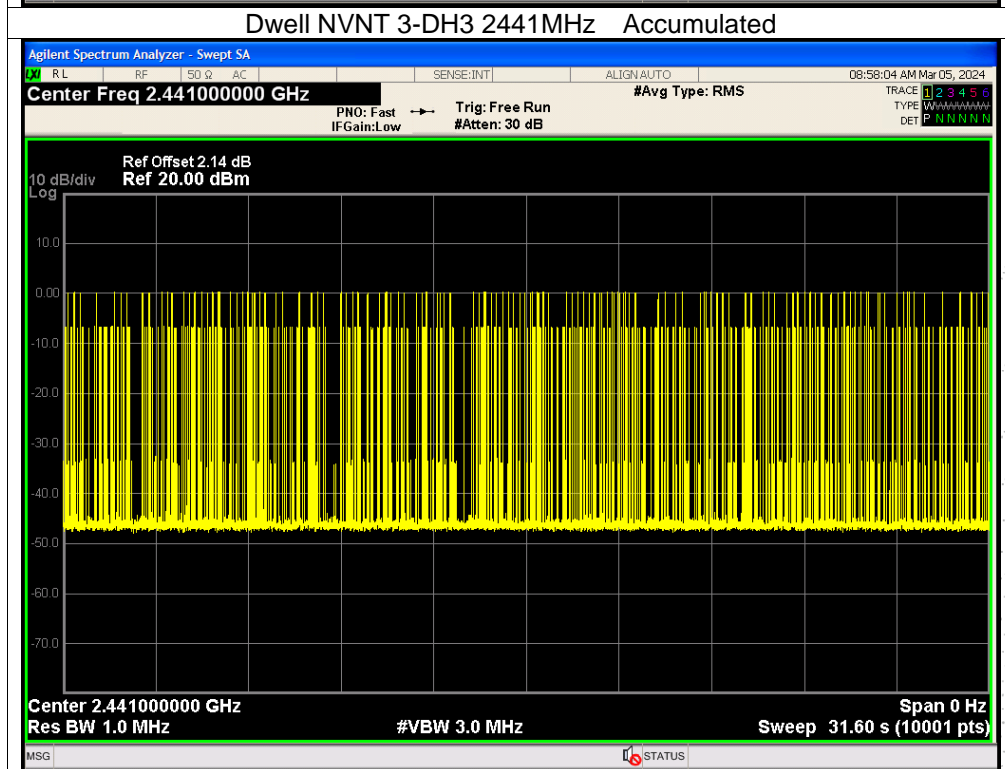 Dwell NVNT 3-DH3 2441MHz Accumulated
Agilent Spectrum Analyzer - Swept SA
LXI RL RF 50 Ω AC SENSE:INT ALIGN AUTO 08:58:04 AM Mar 05, 2024
Center Freq 2.441000000 GHz #Avg Type: RMS TRACE 1 2 3 4 5 6
PNO: Fast Trig: Free Run TYPE WWWWWW
IFGain:Low #Atten: 30 dB DET P N N N N N
Ref Offset 2.14 dB
10 dB/div Ref 20.00 dBm
Log
10.0
0.00
-10.0
-20.0
-30.0
-40.0
-50.0
-60.0
-70.0
Center 2.441000000 GHz Span 0 Hz
Res BW 1.0 MHz #VBW 3.0 MHz Sweep 31.60 s (10001 pts)
MSG STATUS